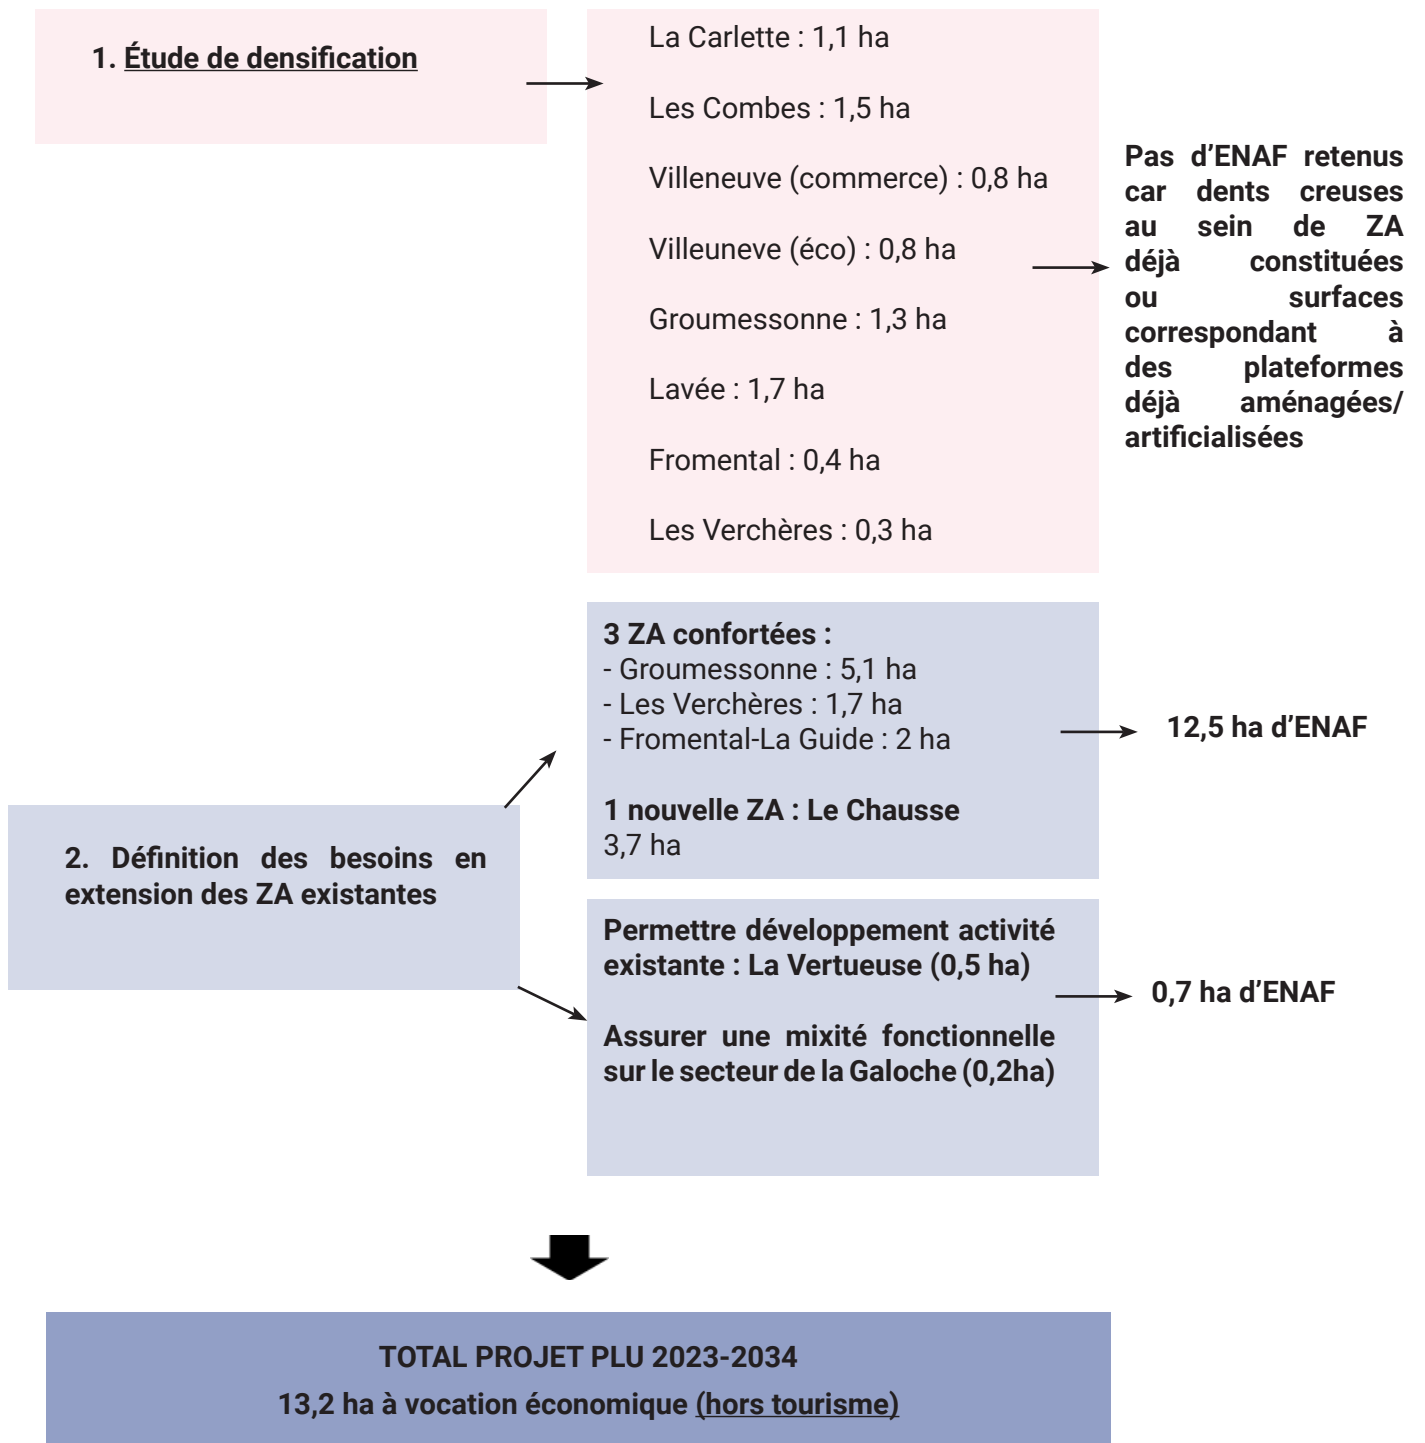 1. Étude de densification
La Carlette : 1,1 ha
Les Combes : 1,5 ha
Villeneuve (commerce) : 0,8 ha
Villeuneve (éco) : 0,8 ha
Groumessonne : 1,3 ha
Lavée : 1,7 ha
Fromental : 0,4 ha
Les Verchères : 0,3 ha
Pas d’ENAF retenus
car dents creuses
au sein de ZA
déjà constituées
ou surfaces
correspondant à
des plateformes
déjà aménagées/
artificialisées
2. Définition des besoins en
extension des ZA existantes
3 ZA confortées :
- Groumessonne : 5,1 ha
- Les Verchères : 1,7 ha
- Fromental-La Guide : 2 ha
1 nouvelle ZA : Le Chausse
3,7 ha
12,5 ha d’ENAF
Permettre développement activité
existante : La Vertueuse (0,5 ha)
Assurer une mixité fonctionnelle
sur le secteur de la Galoche (0,2ha)
0,7 ha d’ENAF
TOTAL PROJET PLU 2023-2034
13,2 ha à vocation économique (hors tourisme)